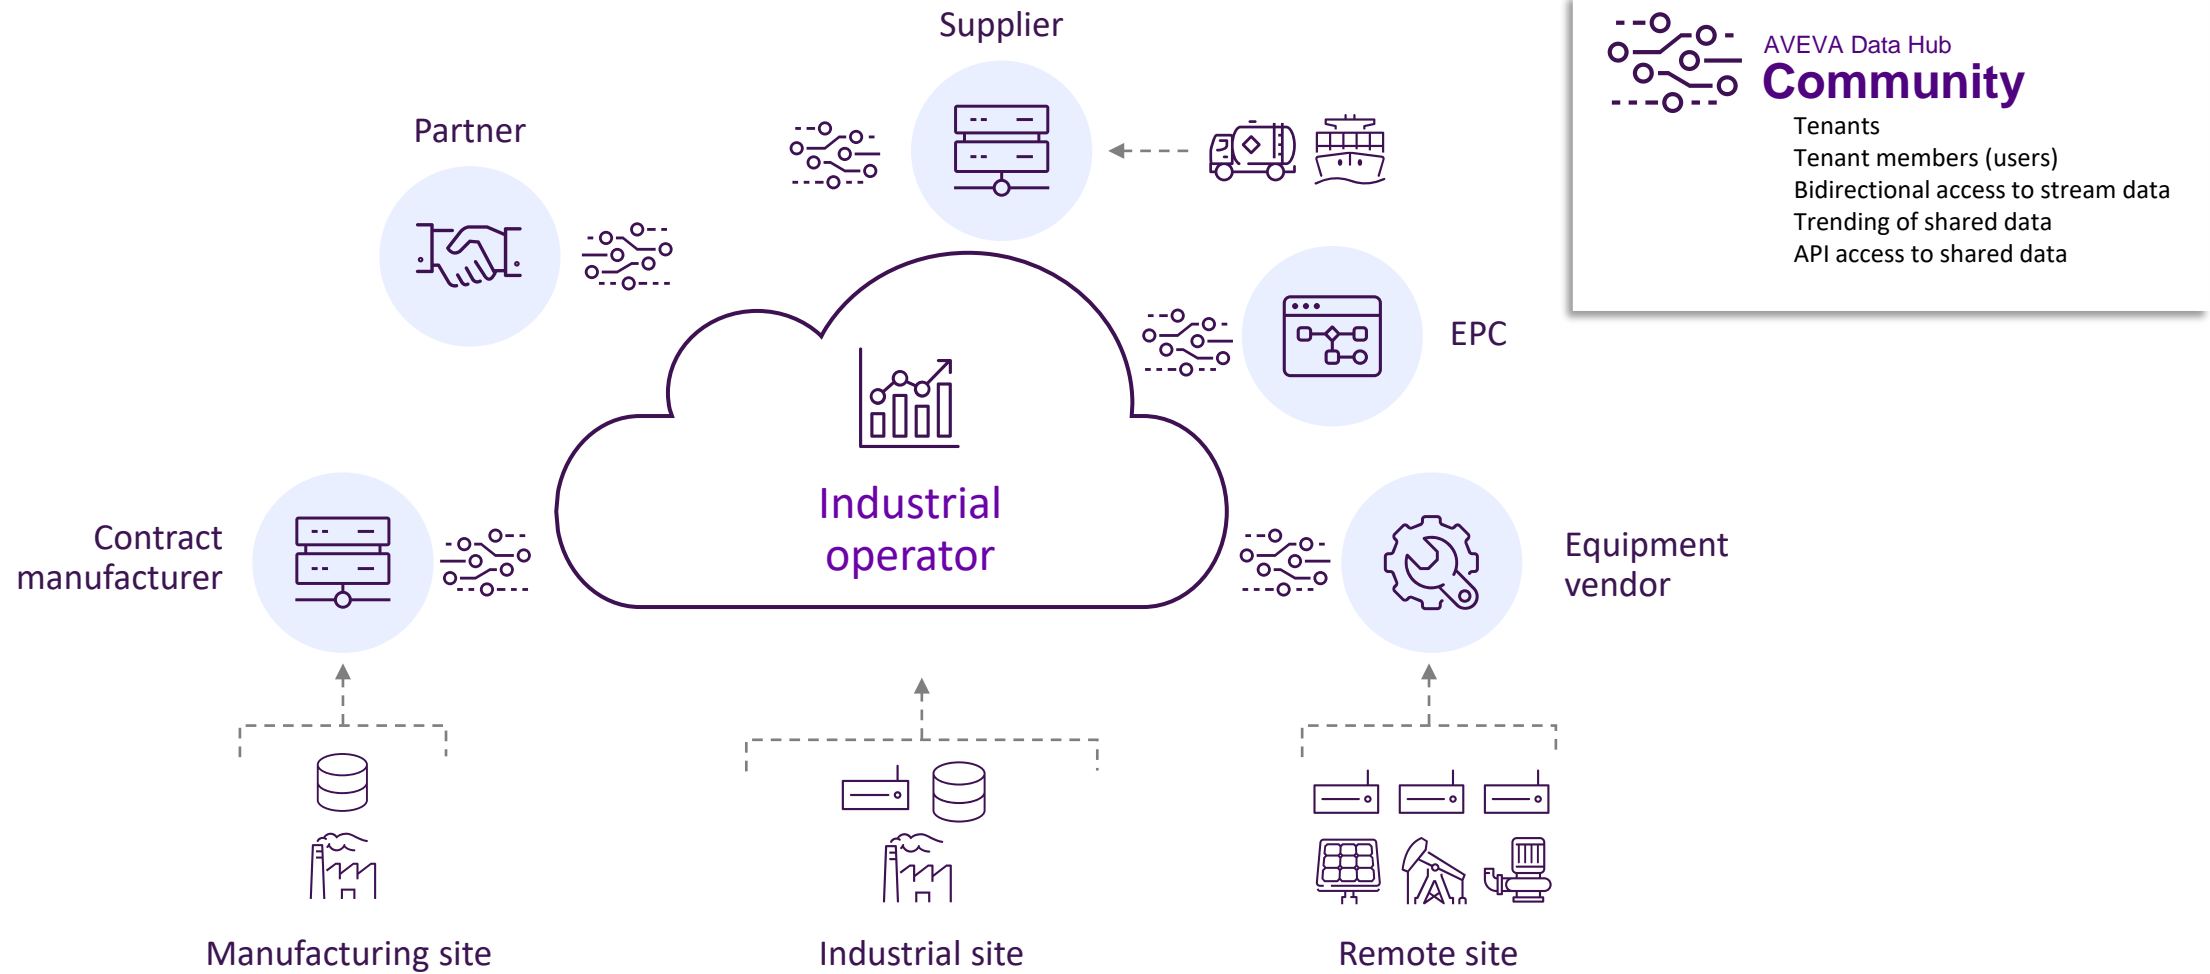 Supplier
AVEVA Data Hub
Community
Tenants
Tenant members (users)
Bidirectional access to stream data
Trending of shared data
API access to shared data
Partner
EPC
Industrial
operator
Contract
manufacturer
Equipment
vendor
Manufacturing site
Industrial site
Remote site